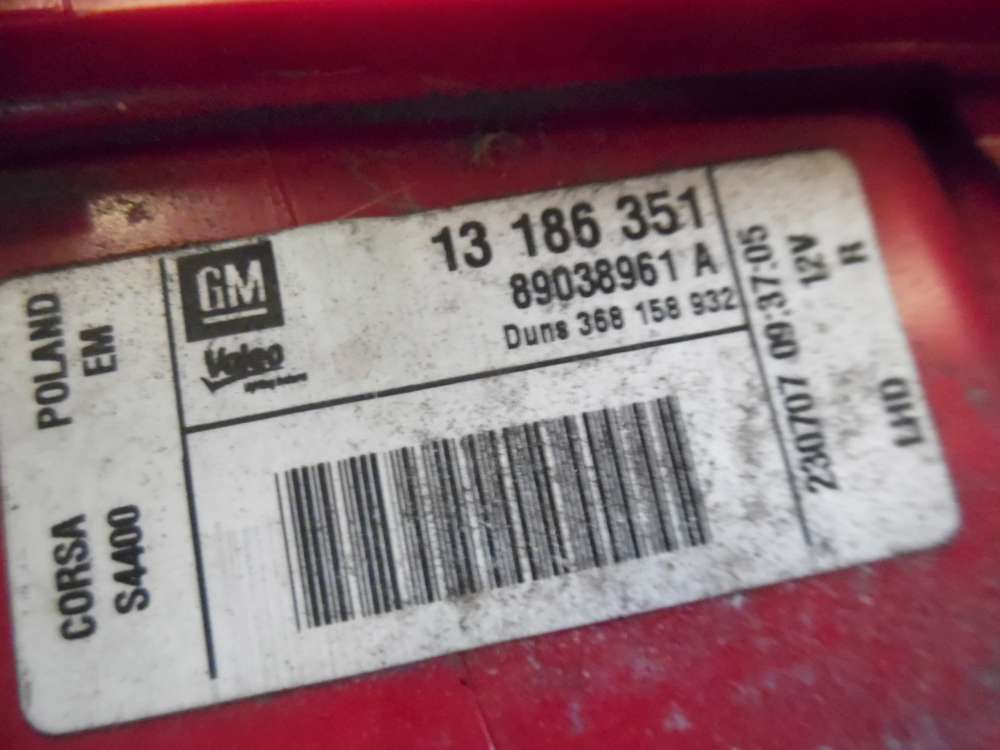 POLAND
EM
CORSA
S4400
GM
Valeo
13 186 351
89038961 A
Duns 368 158 932
230707 09:37:05
12V
R
LHD